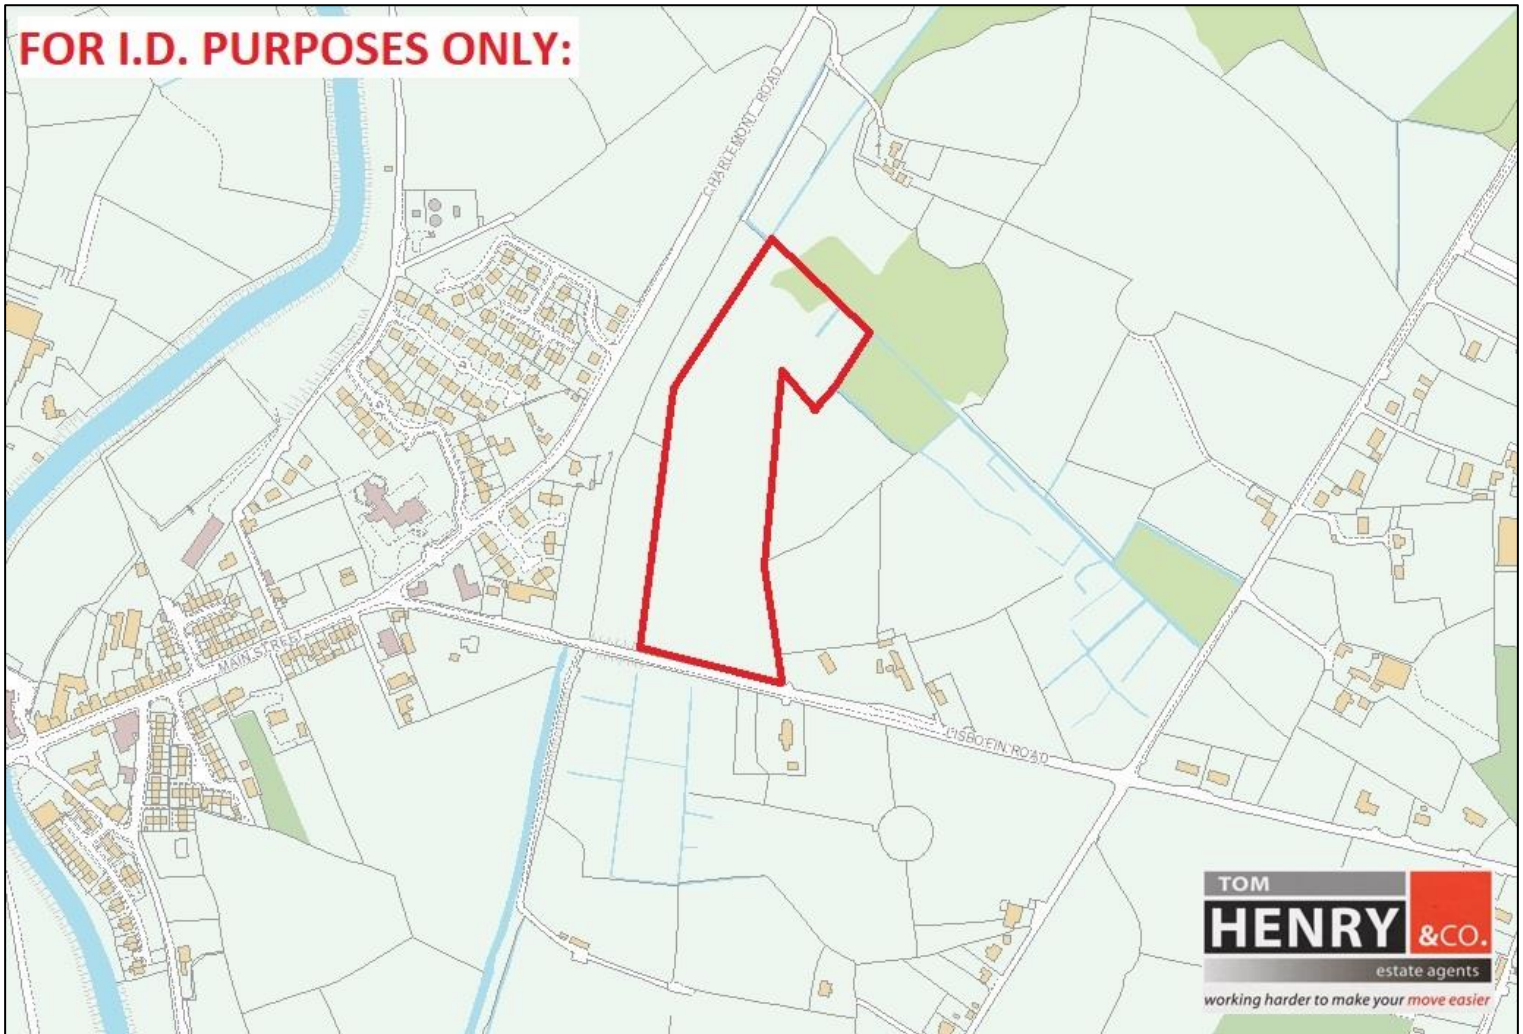 FOR I.D. PURPOSES ONLY:
CHARLEMONT ROAD
MAIN STREET
LISBOFIN ROAD
TOM
HENRY &CO.
estate agents
working harder to make your move easier